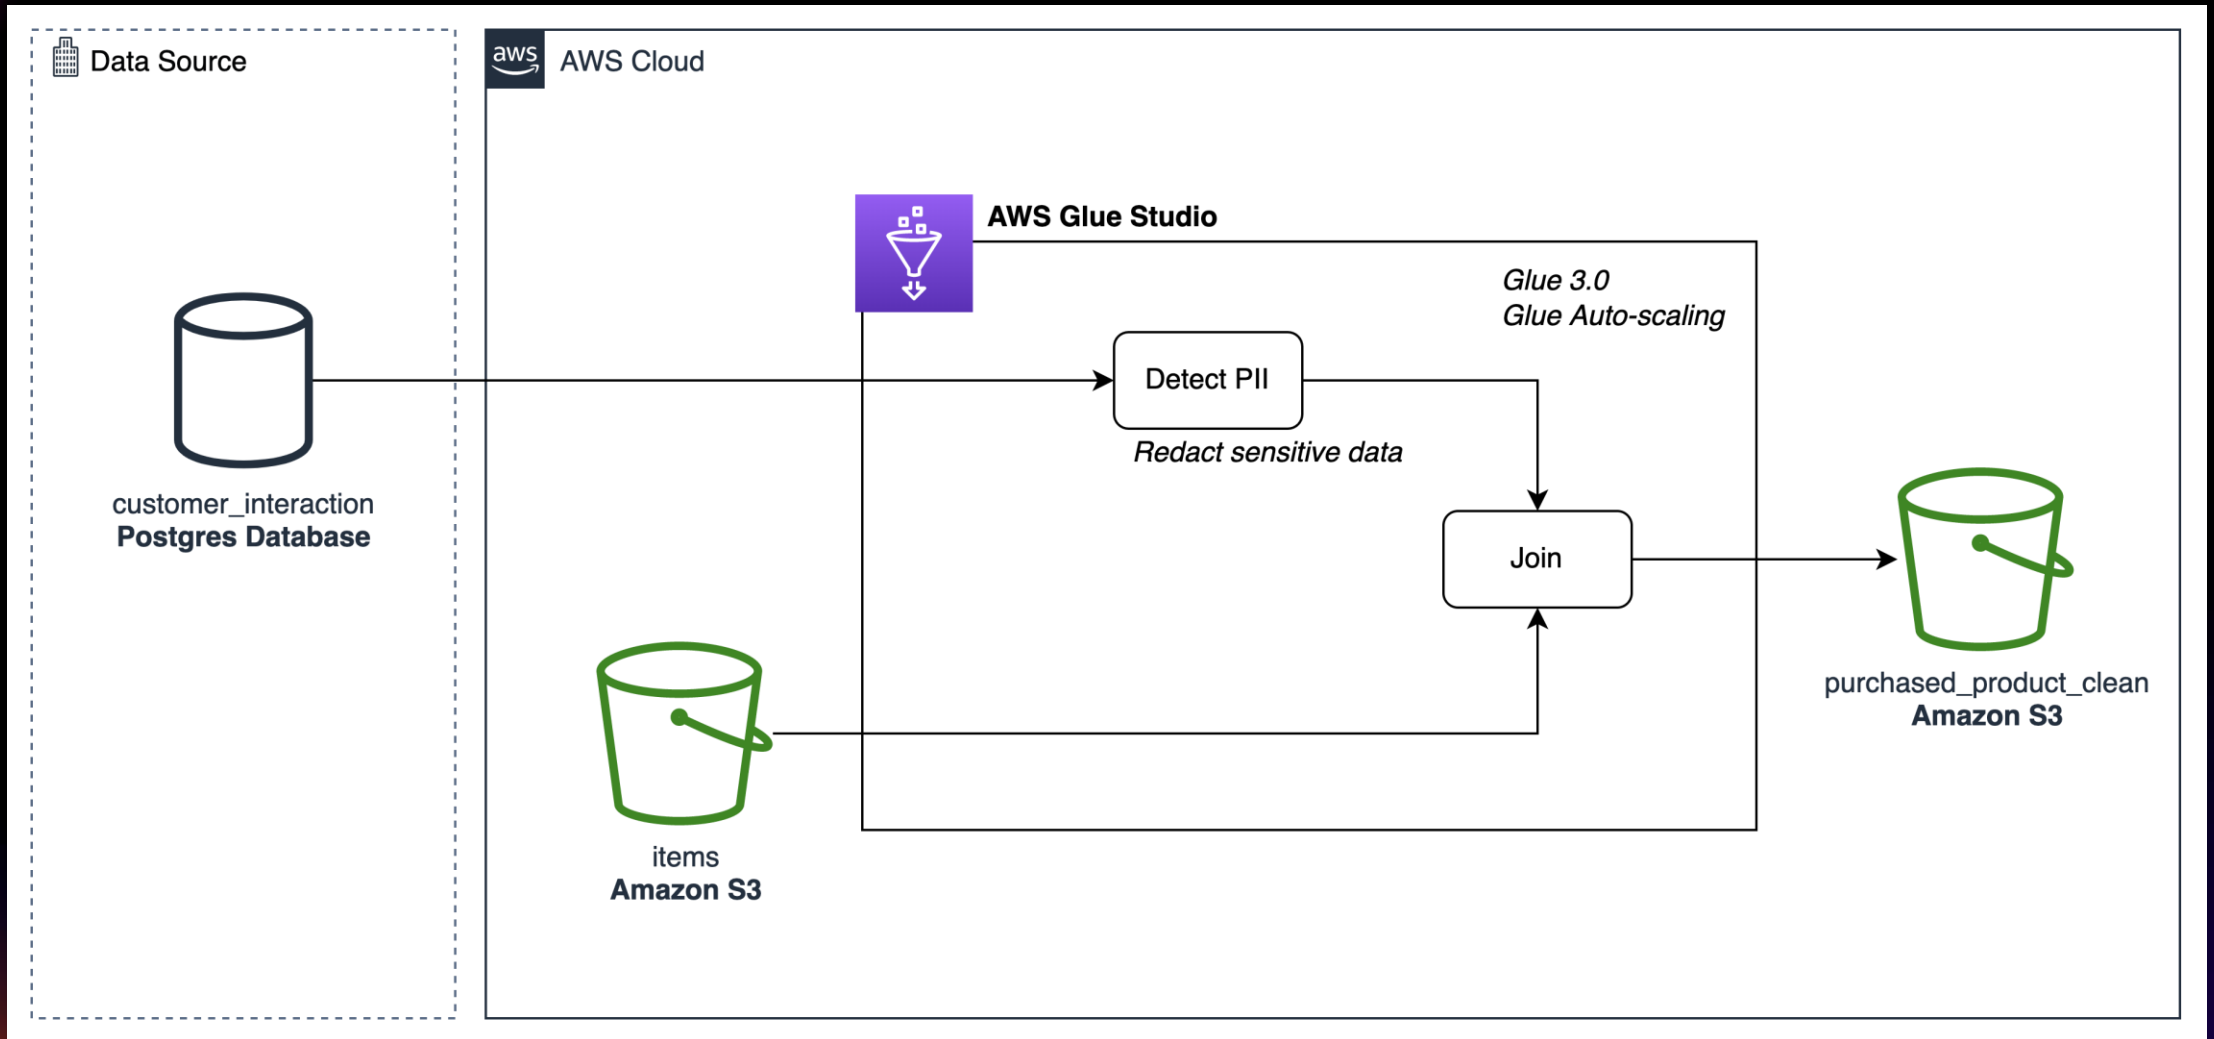 Data Source
aws
AWS Cloud
AWS Glue Studio
Glue 3.0
Glue Auto-scaling
Detect PII
Redact sensitive data
customer_interaction
Postgres Database
Join
purchased_product_clean
Amazon S3
items
Amazon S3